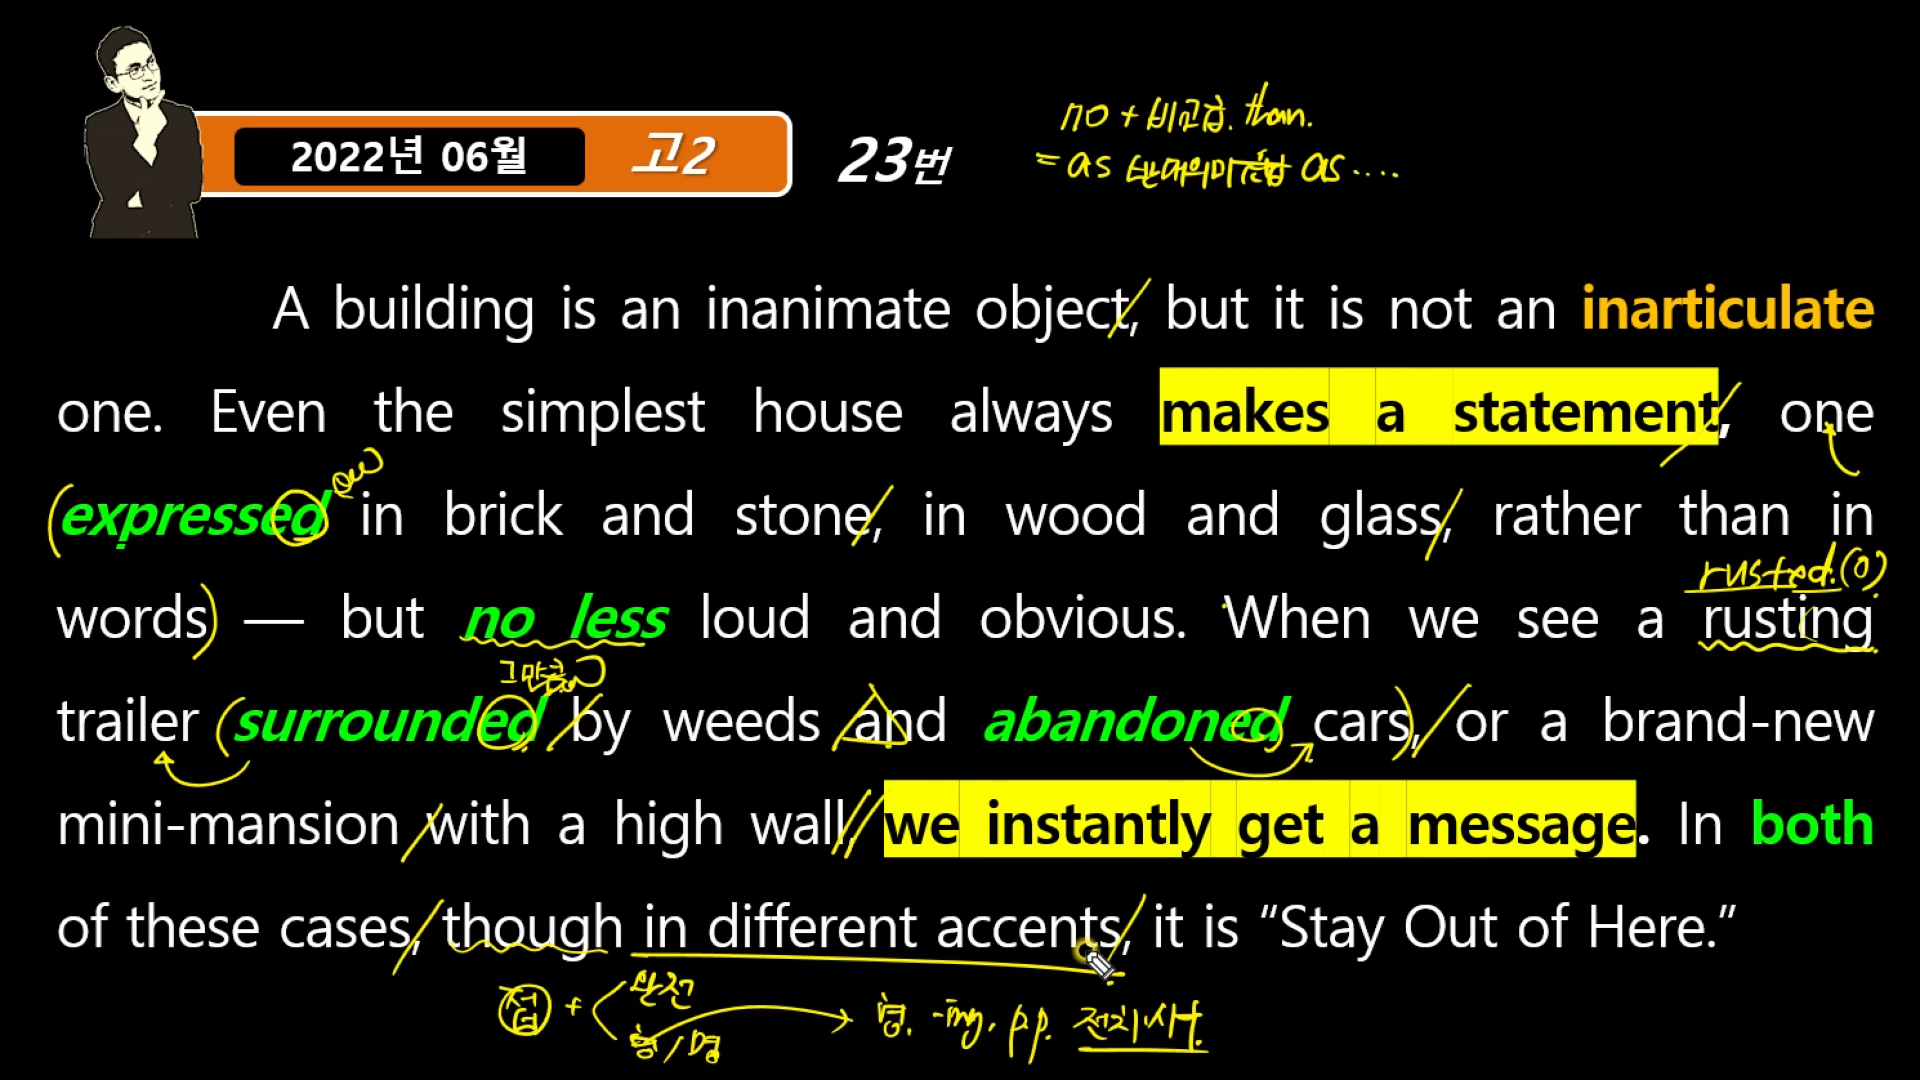 no + 비교급. than.
2022년 06월 고2 23번
= as 반대의미 원급 as ....
A building is an inanimate object, but it is not an inarticulate
one. Even the simplest house always makes a statement, one
expressed in brick and stone, in wood and glass, rather than in
rusted.(O)
words — but no less loud and obvious. When we see a rusting
그만큼
trailer surrounded by weeds and abandoned cars, or a brand-new
mini-mansion with a high wall, we instantly get a message. In both
of these cases, though in different accents, it is “Stay Out of Here.”
완전
접 + 형. -ing. p.p. 전치사.
형/명